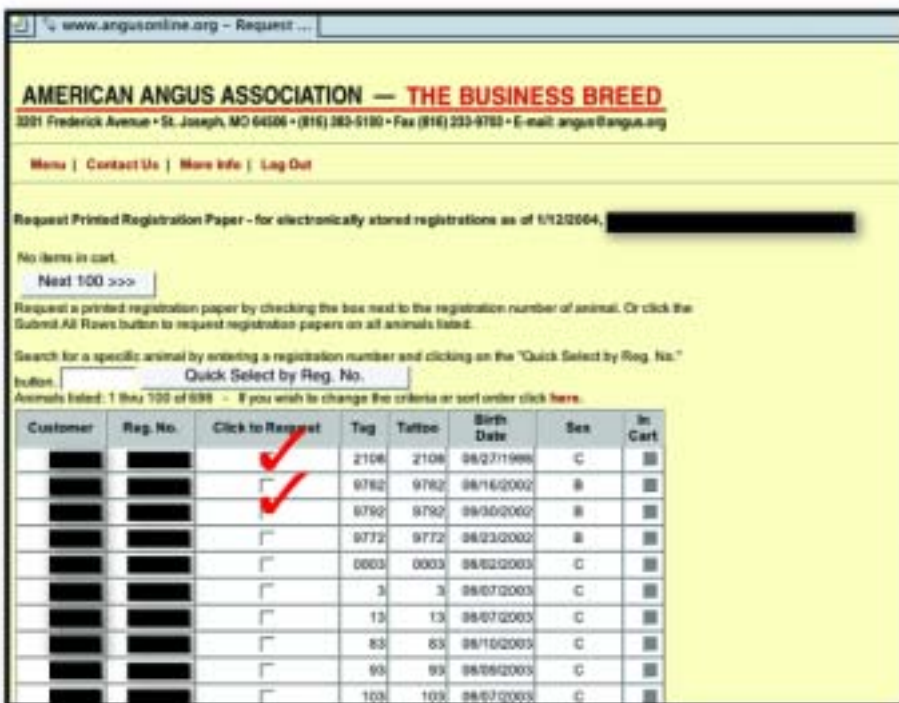 www.angusonline.org – Request ...
AMERICAN ANGUS ASSOCIATION — THE BUSINESS BREED
3201 Frederick Avenue • St. Joseph, MO 64506 • (816) 383-5100 • Fax (816) 233-9703 • E-mail: angus@angus.org
Menu | Contact Us | More Info | Log Out
Request Printed Registration Paper – for electronically stored registrations as of 1/12/2004,
No items in cart.
Next 100 >>>
Request a printed registration paper by checking the box next to the registration number of animal. Or click the
Submit All Rows button to request registration papers on all animals listed.
Search for a specific animal by entering a registration number and clicking on the "Quick Select by Reg. No."
button. Quick Select by Reg. No.
Animals listed: 1 thru 100 of 698 - If you wish to change the criteria or sort order click here.
Customer Reg. No. Click to Request Tag Tattoo Birth Date Sex In Cart
2108 2108 08/27/1998 C
9782 9782 08/16/2002 B
9792 9792 09/30/2002 B
9772 9772 08/23/2002 B
0003 0003 08/02/2003 C
3 3 08/07/2003 C
13 13 08/07/2003 C
83 83 08/10/2003 C
93 93 08/09/2003 C
103 103 08/07/2003 C